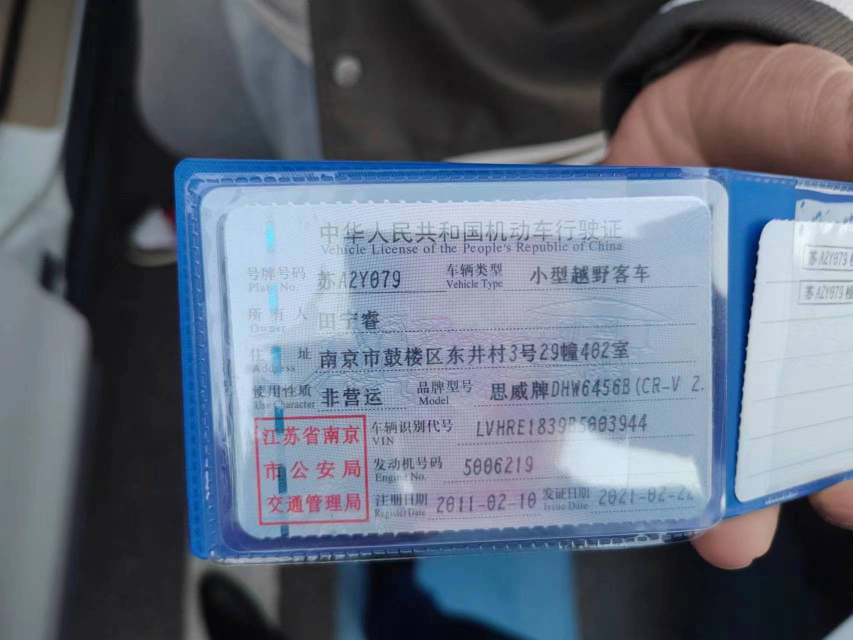 中华人民共和国机动车行驶证
Vehicle License of the People's Republic of China
号牌号码 苏A2Y079 车辆类型 小型越野客车
Plate No. Vehicle Type
所有人 田宁睿
Owner
住址 南京市鼓楼区东井村3号29幢402室
Address
使用性质 非营运 品牌型号 思威牌DHW6456B(CR-V 2.
Use Character Model
江苏省南京
市公安局
交通管理局
车辆识别代号 LVHRE1839B5003944
VIN
发动机号码 5006219
Engine No.
注册日期 2011-02-10 发证日期 2021-02-22
Register Date Issue Date
苏A2Y079
苏A2Y079